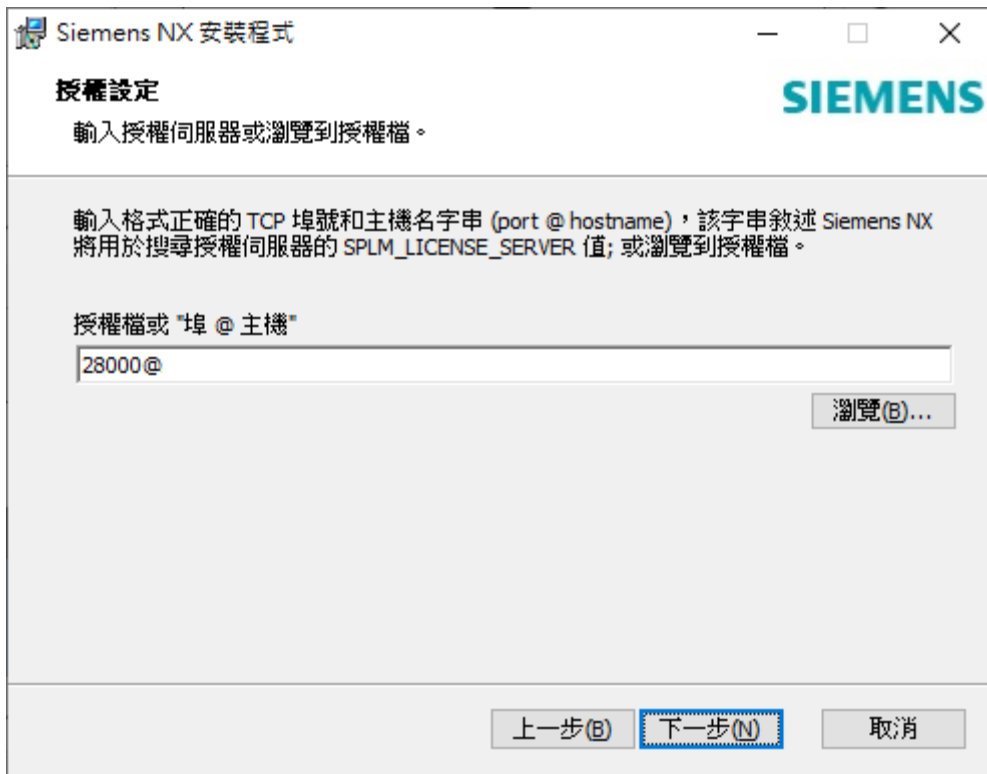 Siemens NX 安裝程式
授權設定
SIEMENS
輸入授權伺服器或瀏覽到授權檔。
輸入格式正確的 TCP 埠號和主機名字串 (port @ hostname)，該字串敘述 Siemens NX
將用於搜尋授權伺服器的 SPLM_LICENSE_SERVER 值; 或瀏覽到授權檔。
授權檔或 "埠 @ 主機"
28000@
瀏覽(B)...
上一步(B) 下一步(N) 取消